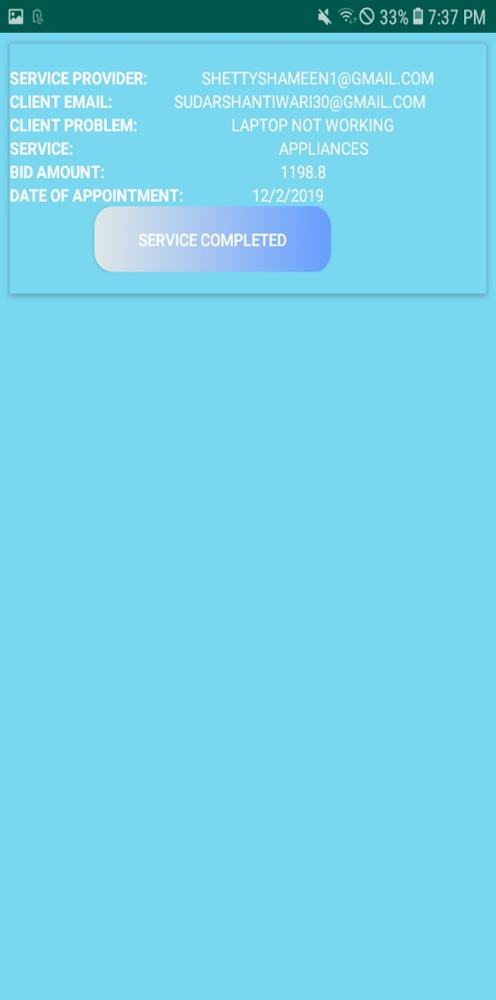 33% 7:37 PM
SERVICE PROVIDER: SHETTYSHAMEEN1@GMAIL.COM
CLIENT EMAIL: SUDARSHANTIWARI30@GMAIL.COM
CLIENT PROBLEM: LAPTOP NOT WORKING
SERVICE: APPLIANCES
BID AMOUNT: 1198.8
DATE OF APPOINTMENT: 12/2/2019
SERVICE COMPLETED